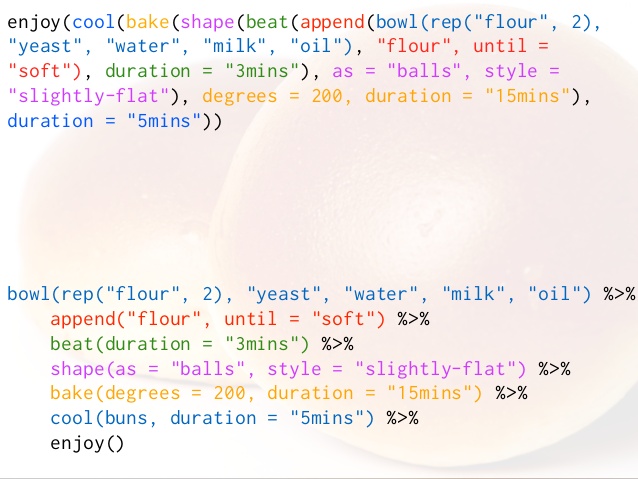 enjoy(cool(bake(shape(beat(append(bowl(rep("flour", 2),
"yeast", "water", "milk", "oil"), "flour", until =
"soft"), duration = "3mins"), as = "balls", style =
"slightly-flat"), degrees = 200, duration = "15mins"),
duration = "5mins"))
bowl(rep("flour", 2), "yeast", "water", "milk", "oil") %>%
append("flour", until = "soft") %>%
beat(duration = "3mins") %>%
shape(as = "balls", style = "slightly-flat") %>%
bake(degrees = 200, duration = "15mins") %>%
cool(buns, duration = "5mins") %>%
enjoy()